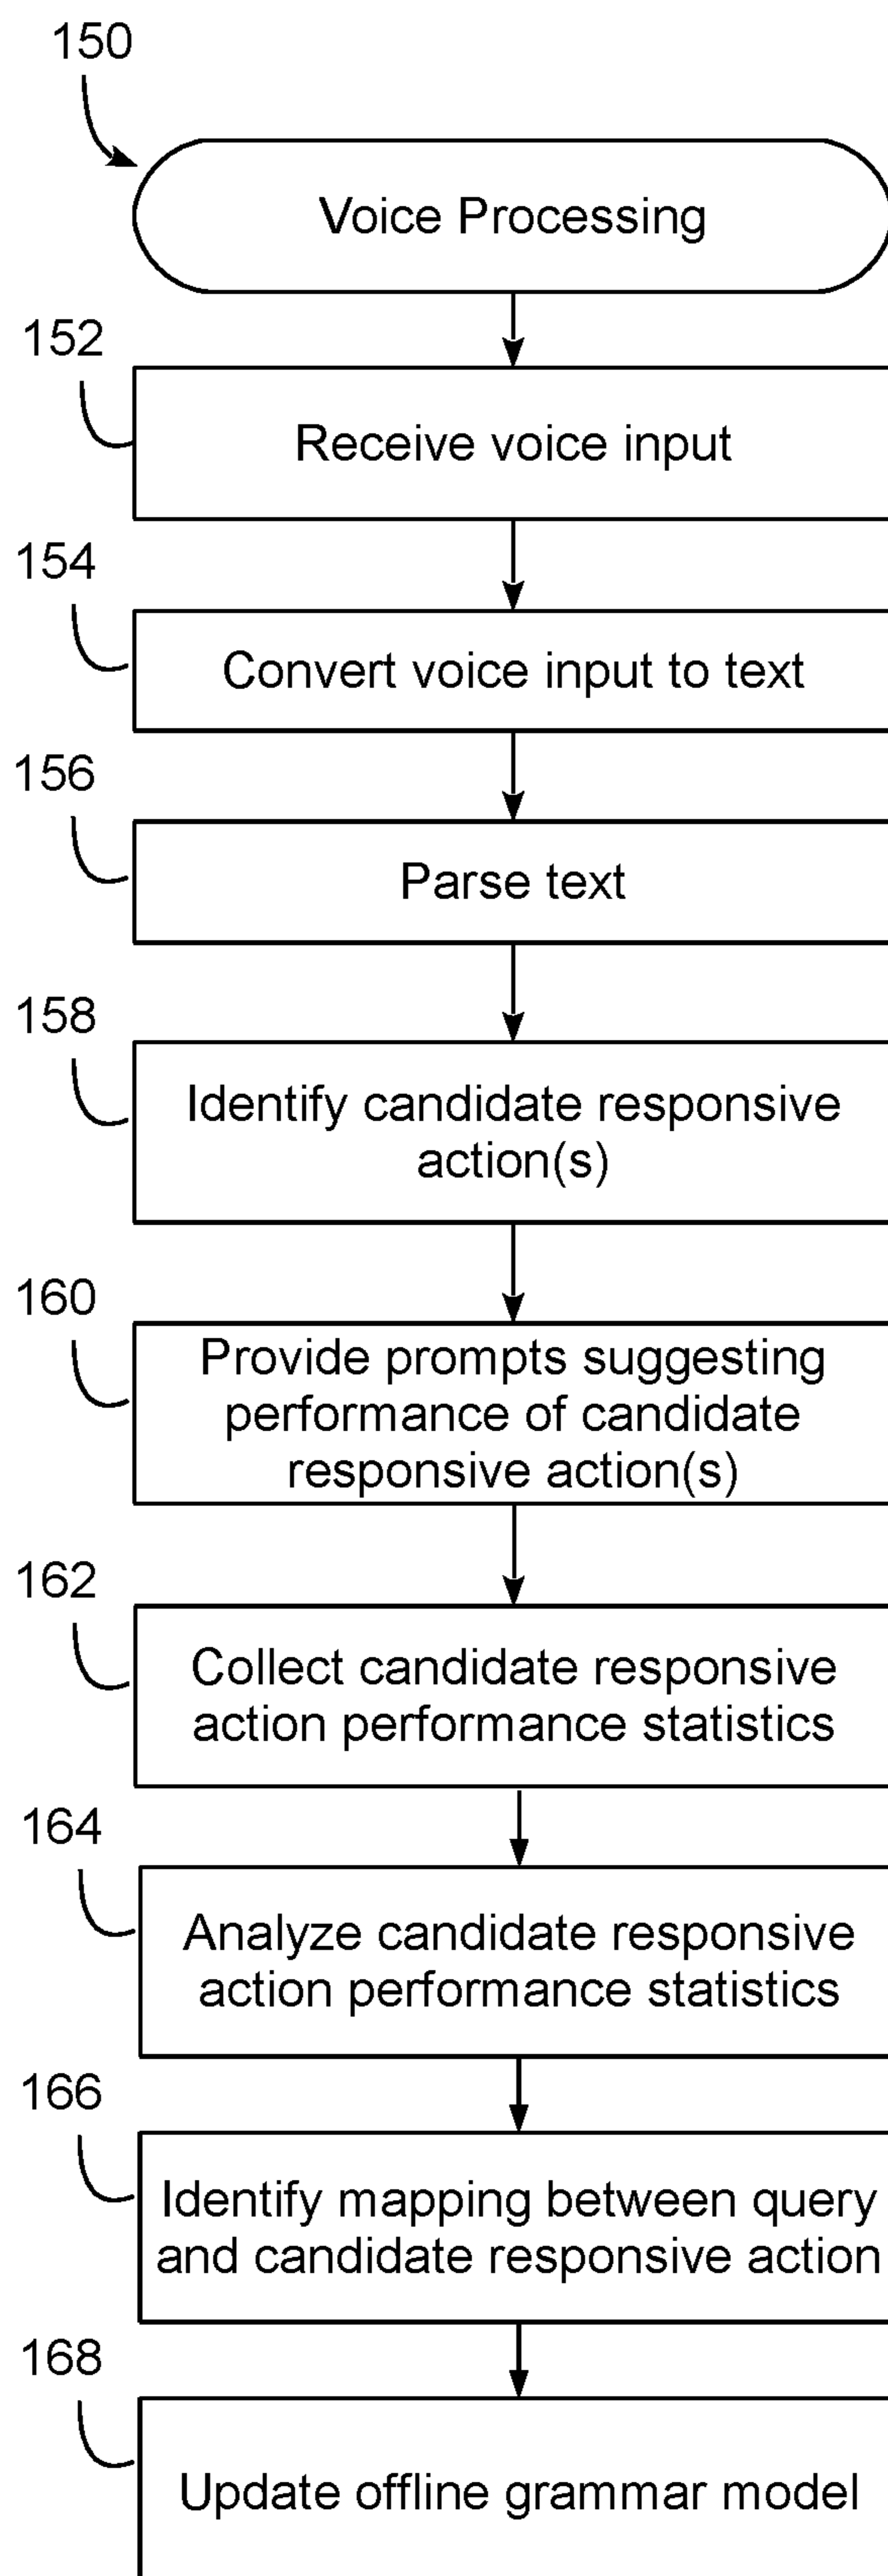 150
Voice Processing
152
Receive voice input
154
Convert voice input to text
156
Parse text
158
Identify candidate responsive
action(s)
160
Provide prompts suggesting
performance of candidate
responsive action(s)
162
Collect candidate responsive
action performance statistics
164
Analyze candidate responsive
action performance statistics
166
Identify mapping between query
and candidate responsive action
168
Update offline grammar model